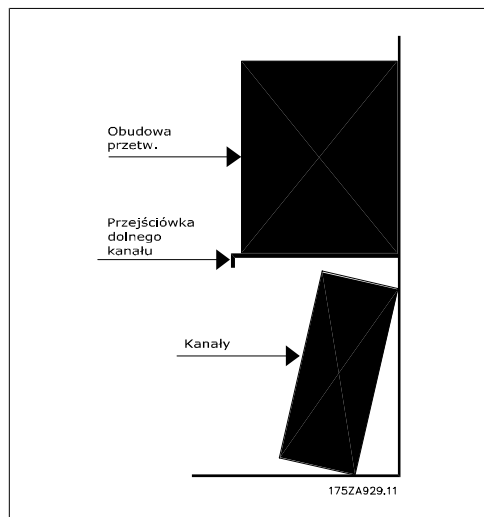 Obudowa
przetw.
Przejściówka
dolnego
kanału
Kanały
175ZA929.11